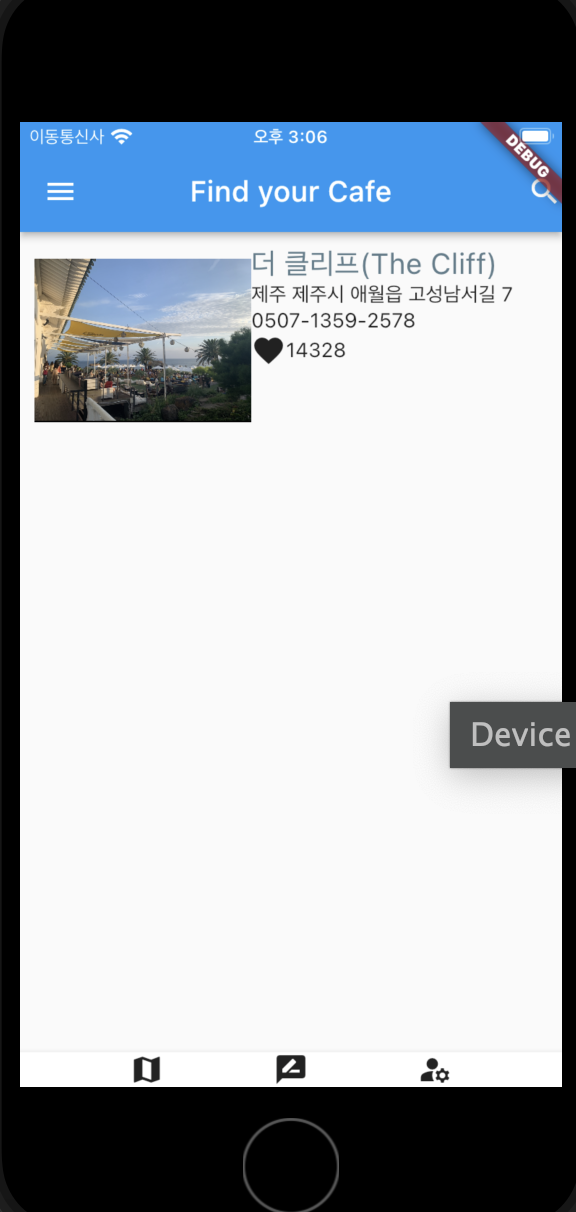 이동통신사 오후 3:06
DEBUG
Find your Cafe
더 클리프(The Cliff)
제주 제주시 애월읍 고성남서길 7
0507-1359-2578
14328
Device